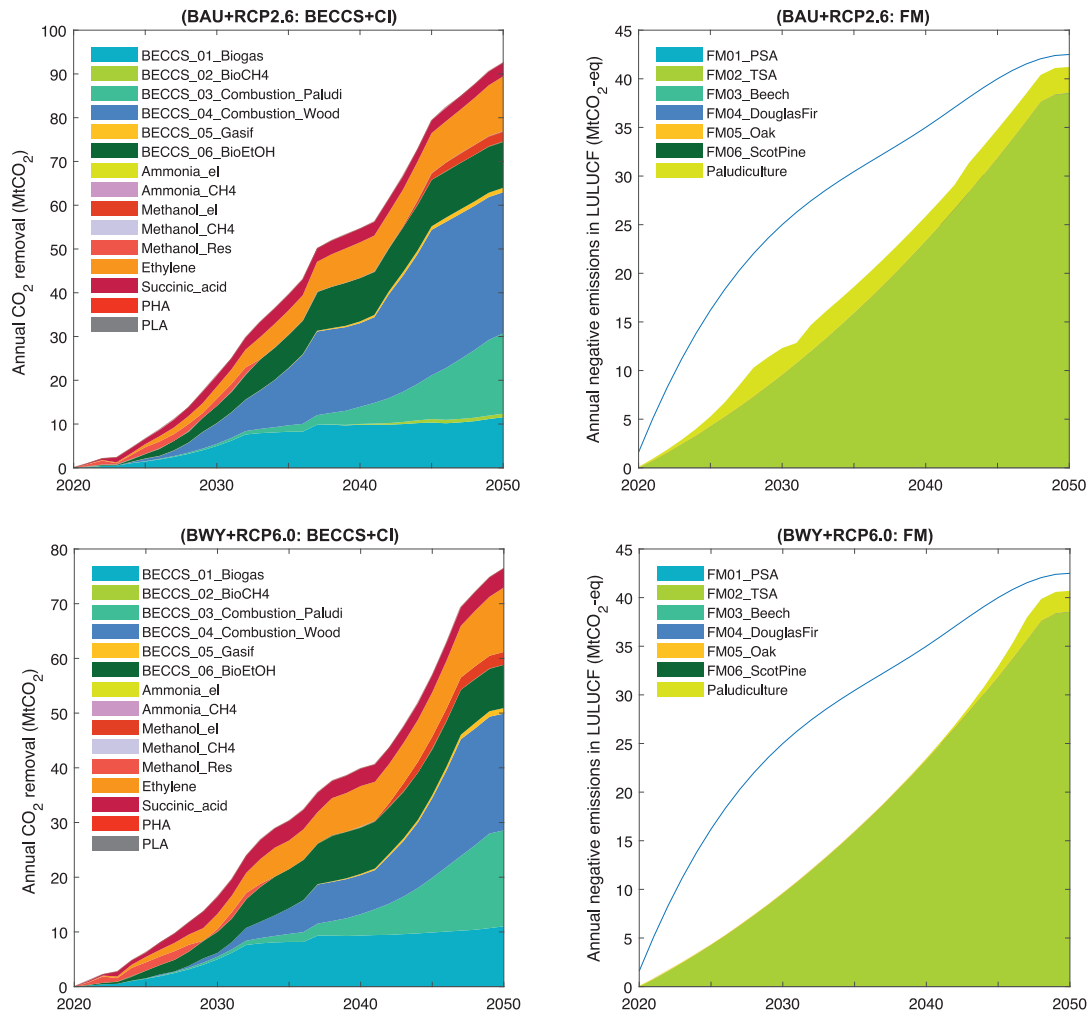 (BAU+RCP2.6: BECCS+CI)
Annual CO2 removal (MtCO2)
100
90
80
70
60
50
40
30
20
10
0
BECCS_01_Biogas
BECCS_02_BioCH4
BECCS_03_Combustion_Paludi
BECCS_04_Combustion_Wood
BECCS_05_Gasif
BECCS_06_BioEtOH
Ammonia_el
Ammonia_CH4
Methanol_el
Methanol_CH4
Methanol_Res
Ethylene
Succinic_acid
PHA
PLA
2020
2030
2040
2050
(BAU+RCP2.6: FM)
Annual negative emissions in LULUCF (MtCO2-eq)
45
40
35
30
25
20
15
10
5
0
FM01_PSA
FM02_TSA
FM03_Beech
FM04_DouglasFir
FM05_Oak
FM06_ScotPine
Paludiculture
2020
2030
2040
2050
(BWY+RCP6.0: BECCS+CI)
Annual CO2 removal (MtCO2)
80
70
60
50
40
30
20
10
0
BECCS_01_Biogas
BECCS_02_BioCH4
BECCS_03_Combustion_Paludi
BECCS_04_Combustion_Wood
BECCS_05_Gasif
BECCS_06_BioEtOH
Ammonia_el
Ammonia_CH4
Methanol_el
Methanol_CH4
Methanol_Res
Ethylene
Succinic_acid
PHA
PLA
2020
2030
2040
2050
(BWY+RCP6.0: FM)
Annual negative emissions in LULUCF (MtCO2-eq)
45
40
35
30
25
20
15
10
5
0
FM01_PSA
FM02_TSA
FM03_Beech
FM04_DouglasFir
FM05_Oak
FM06_ScotPine
Paludiculture
2020
2030
2040
2050